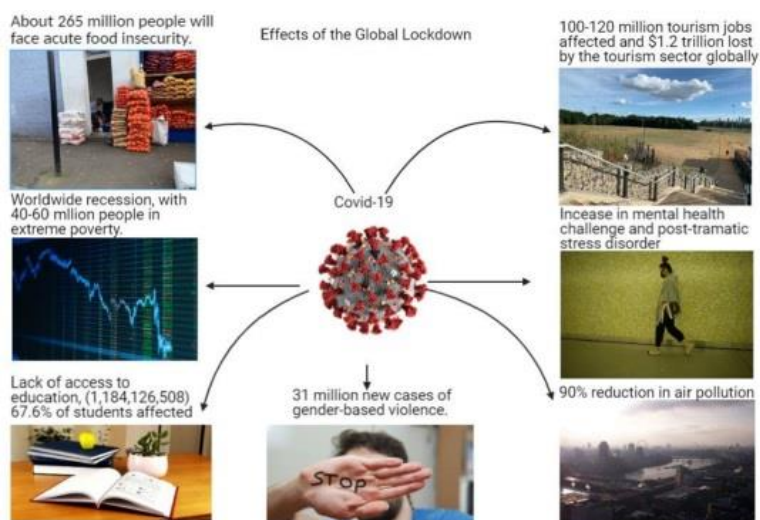 About 265 million people will
face acute food insecurity.
Effects of the Global Lockdown
100-120 million tourism jobs
affected and $1.2 trillion lost
by the tourism sector globally
Covid-19
Worldwide recession, with
40-60 mllion people in
extreme poverty.
Increase in mental health
challenge and post-tramatic
stress disorder
Lack of access to
education, (1,184,126,508)
67.6% of students affected
31 million new cases of
gender-based violence.
STOP
90% reduction in air pollution